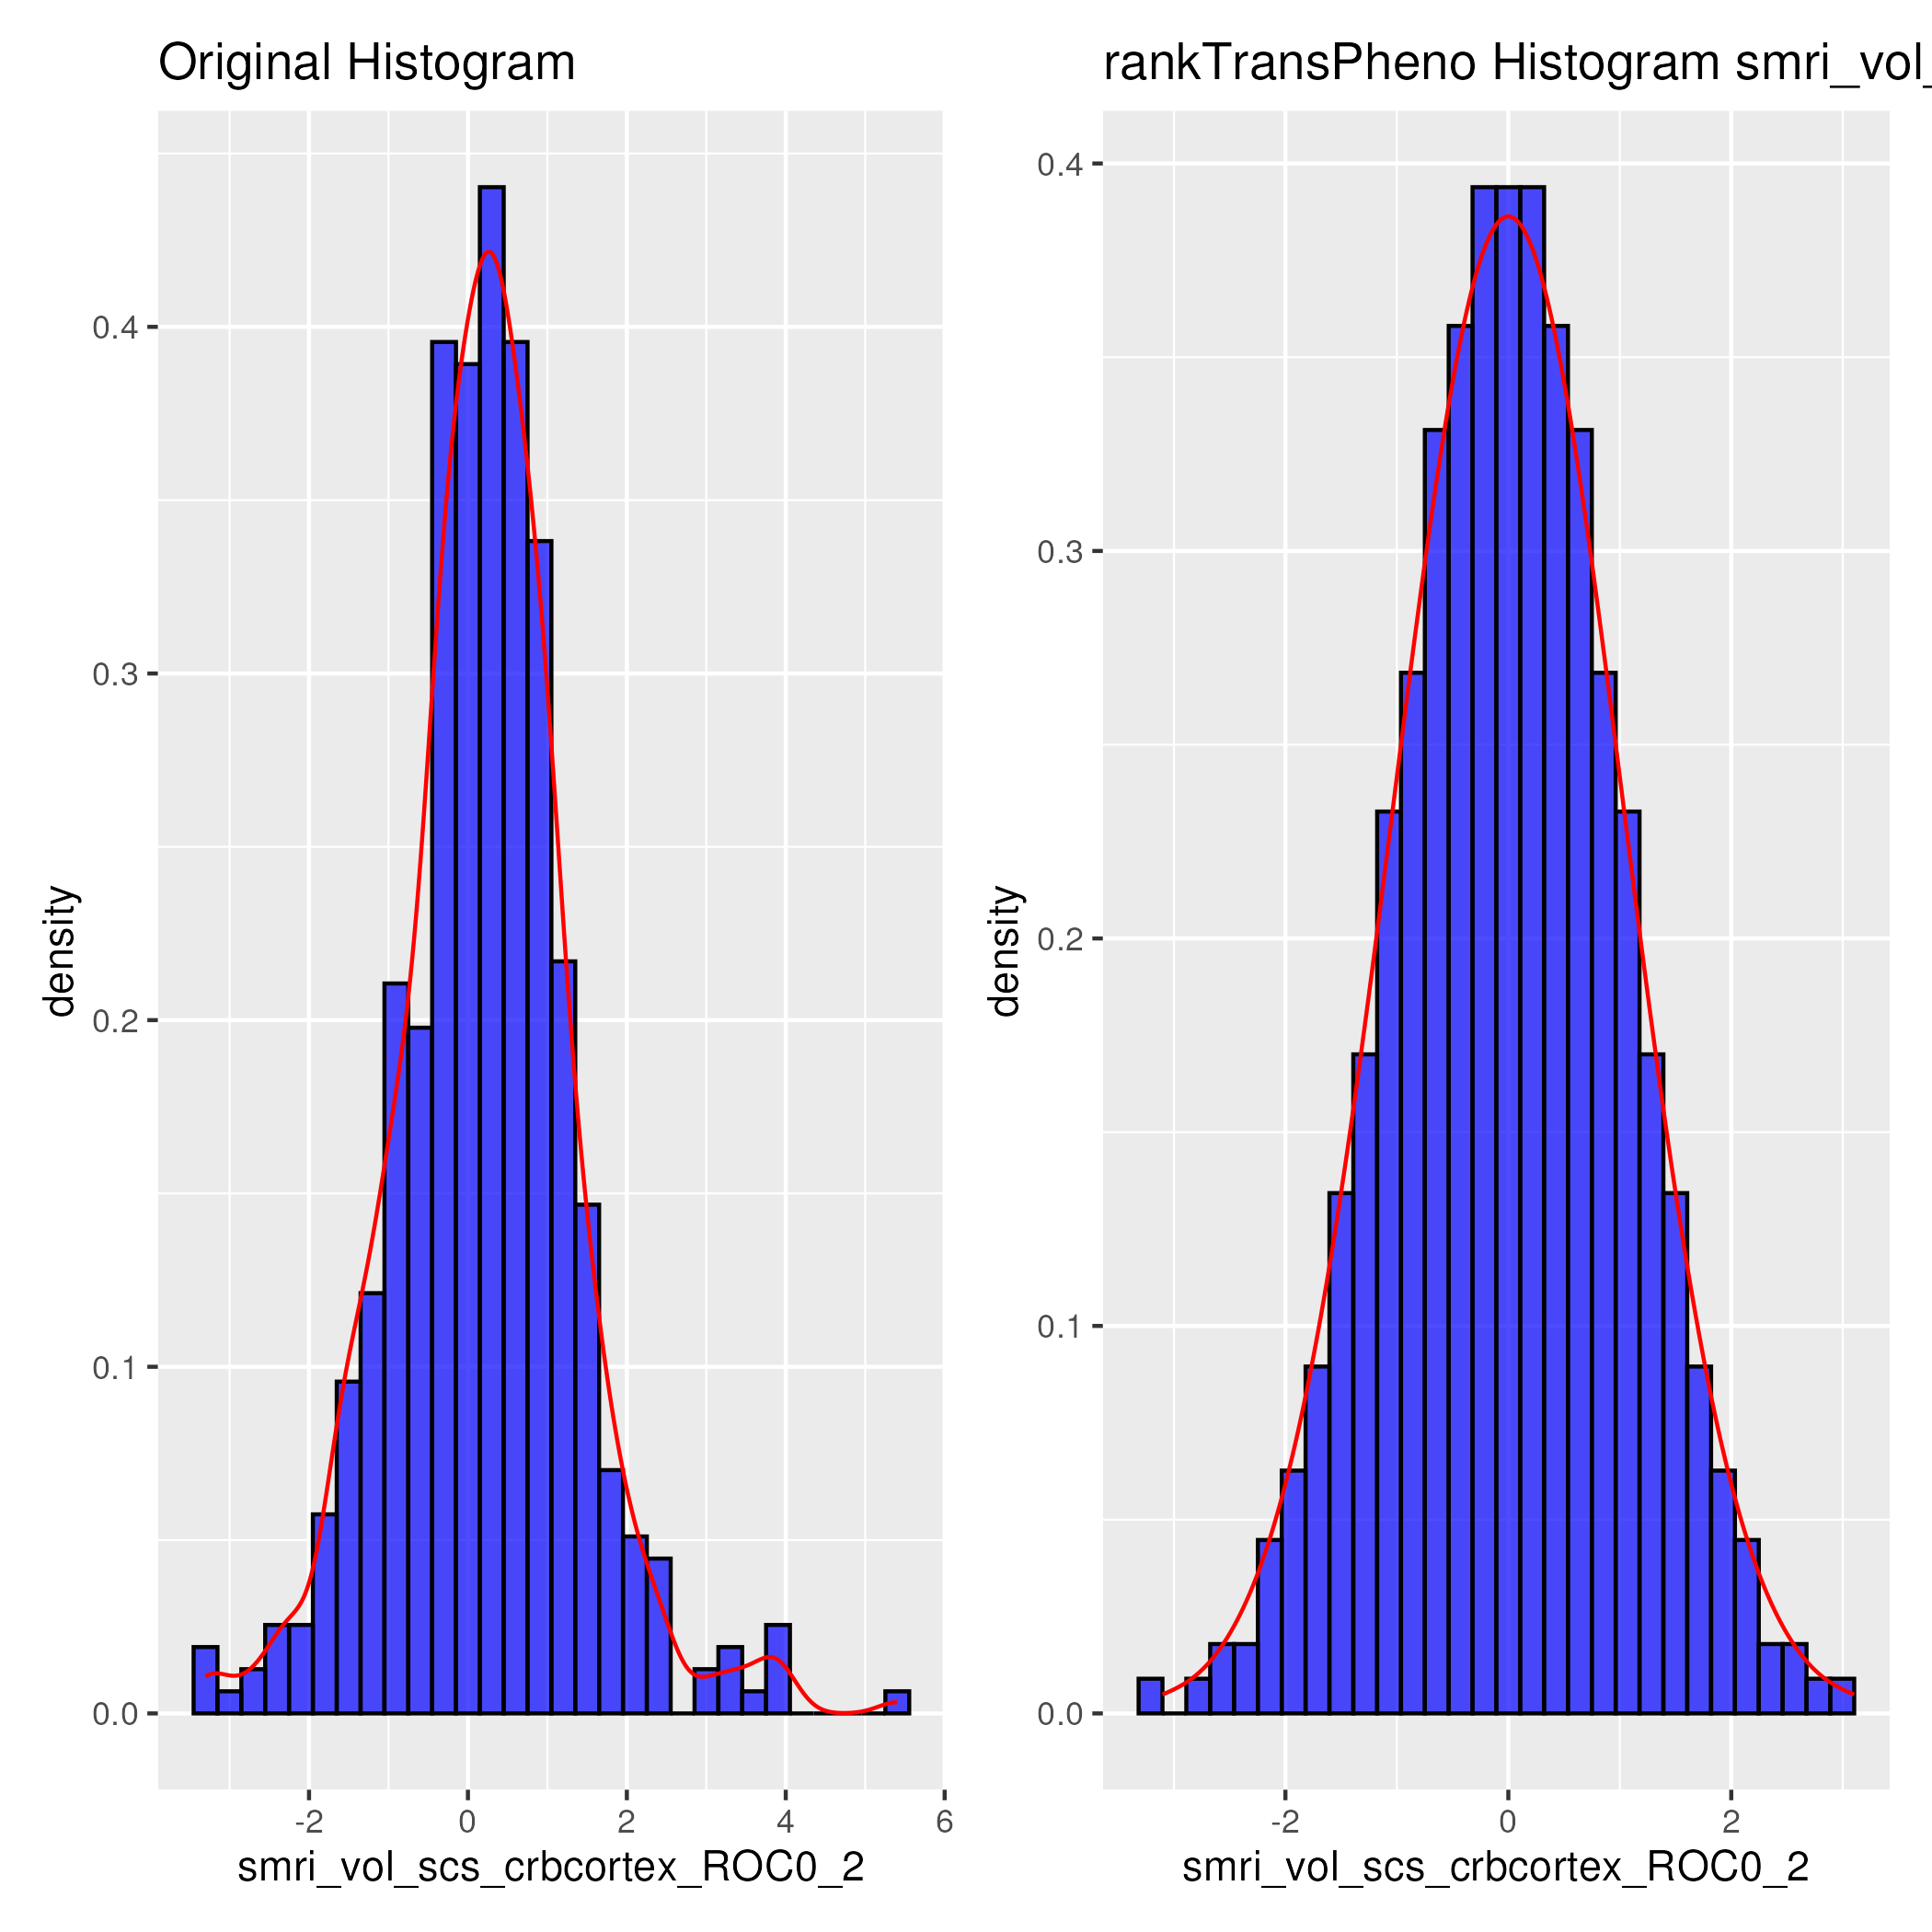 Original Histogram
density
0.4
0.3
0.2
0.1
0.0
-2 0 2 4 6
smri_vol_scs_crbcortex_ROC0_2
rankTransPheno Histogram smri_vol_
density
0.4
0.3
0.2
0.1
0.0
-2 0 2
smri_vol_scs_crbcortex_ROC0_2